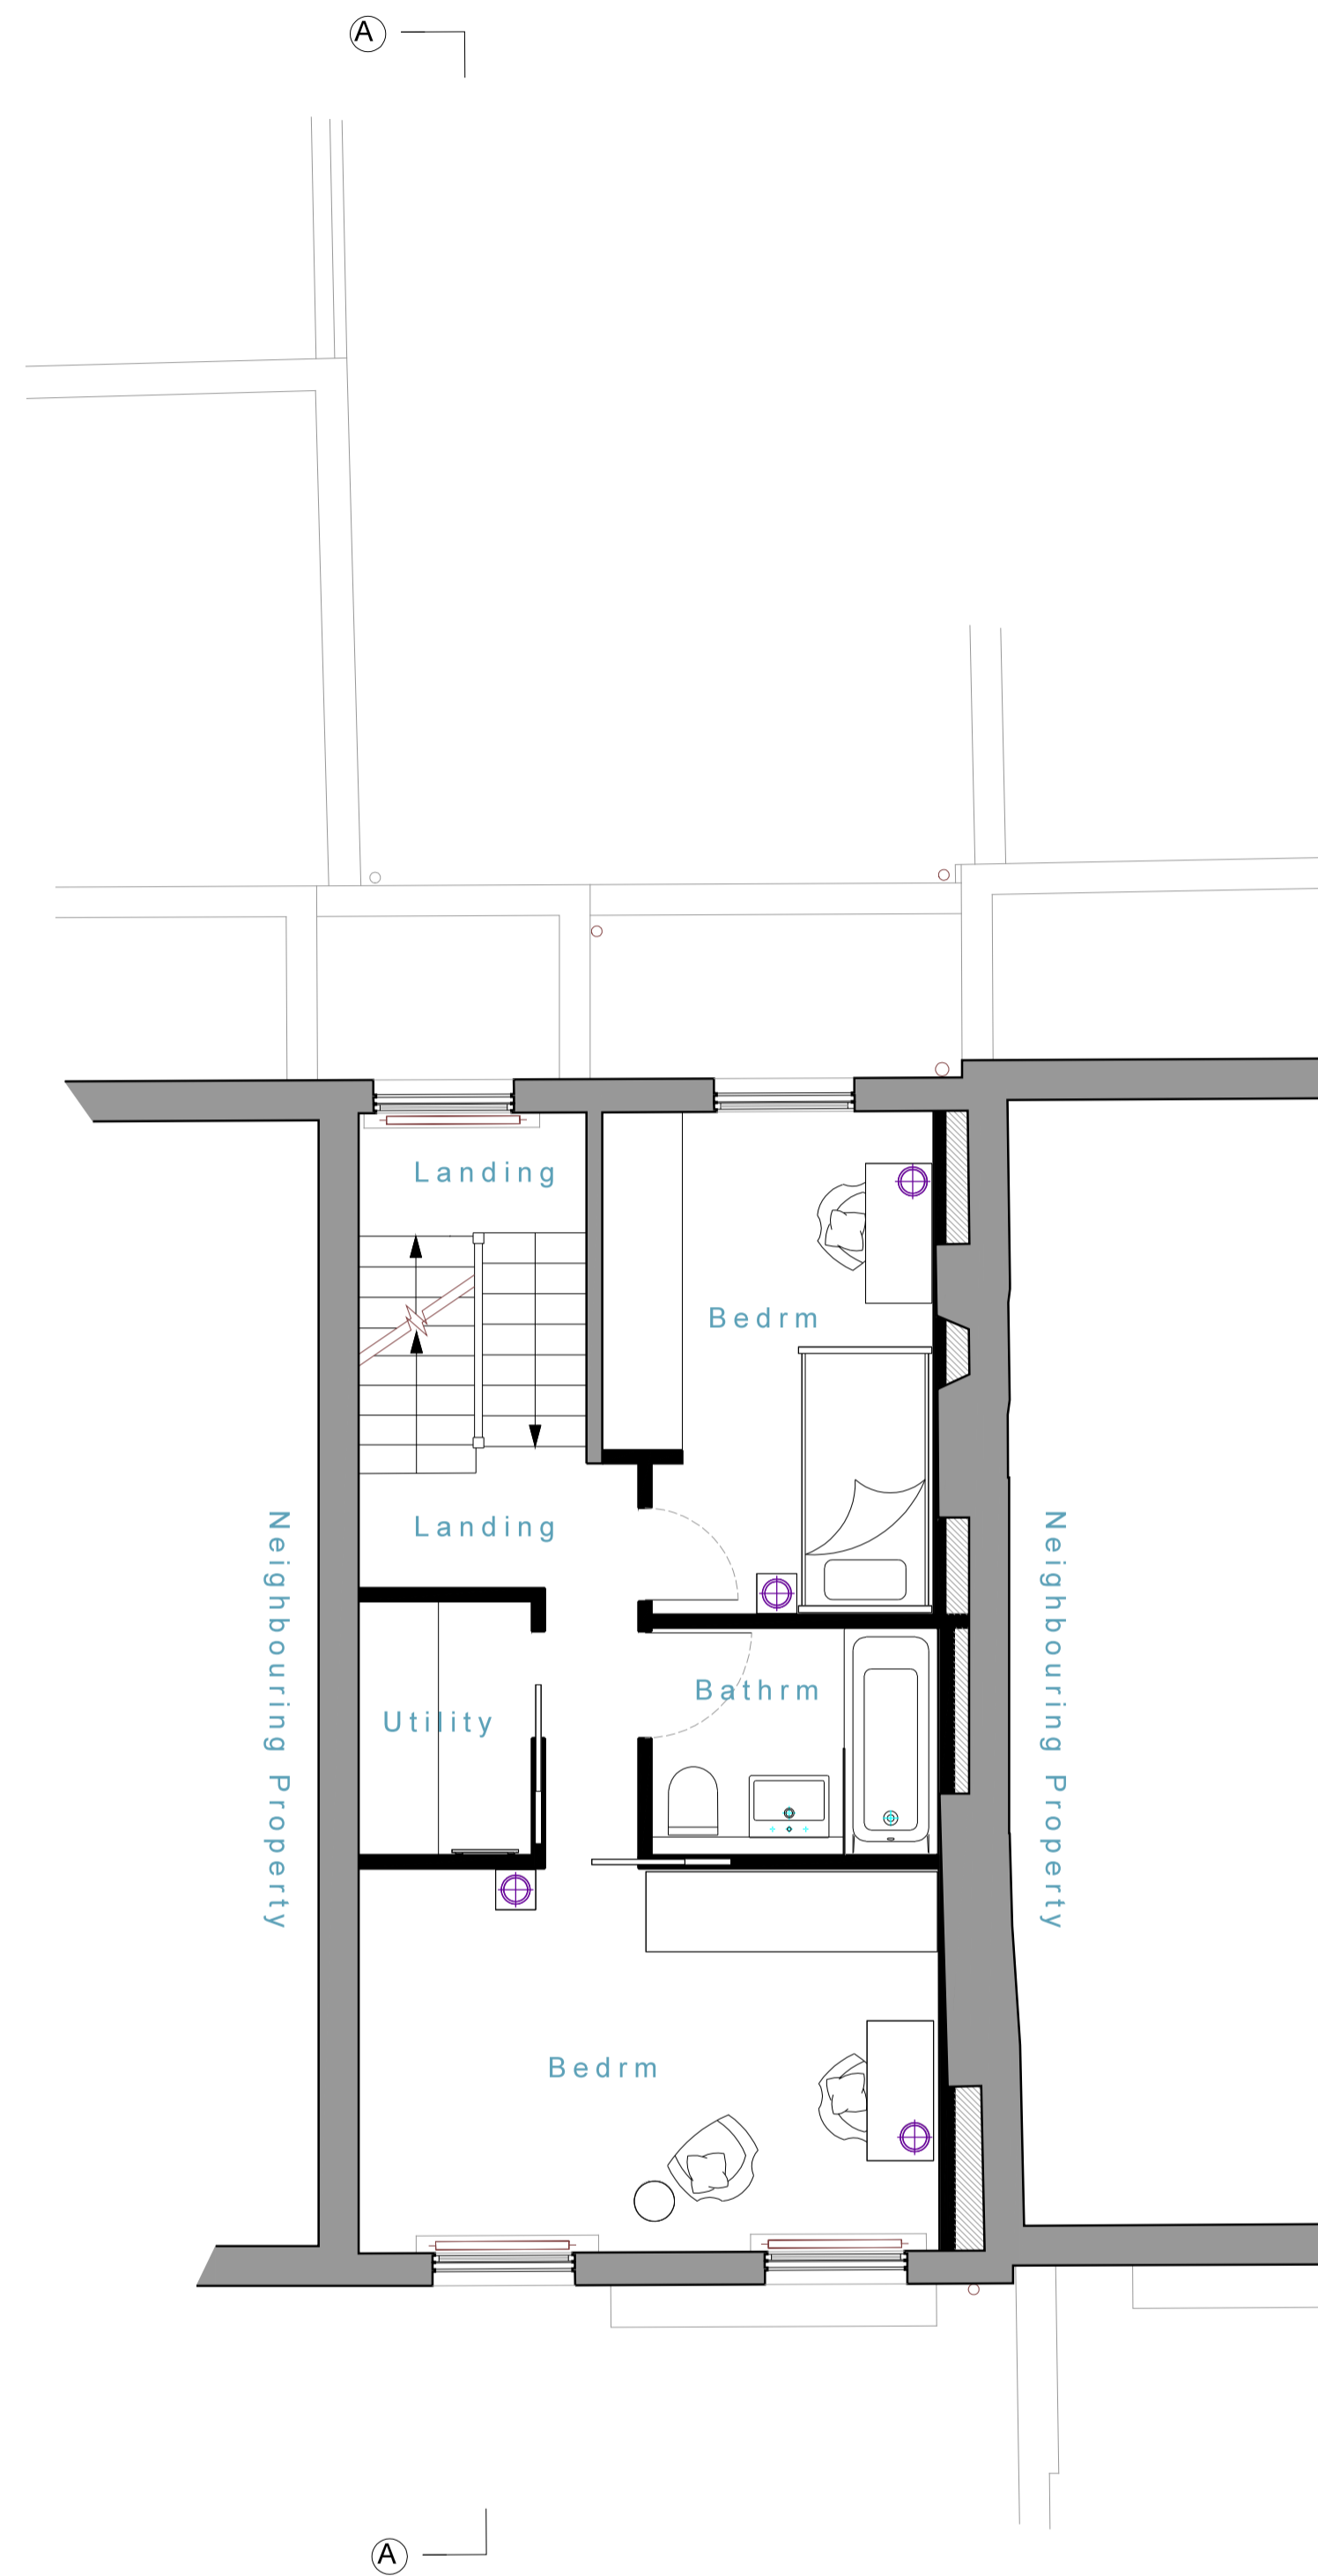 A
Landing
Bedrm
Landing
Neighbouring Property
Neighbouring Property
Bathrm
Utility
Bedrm
A